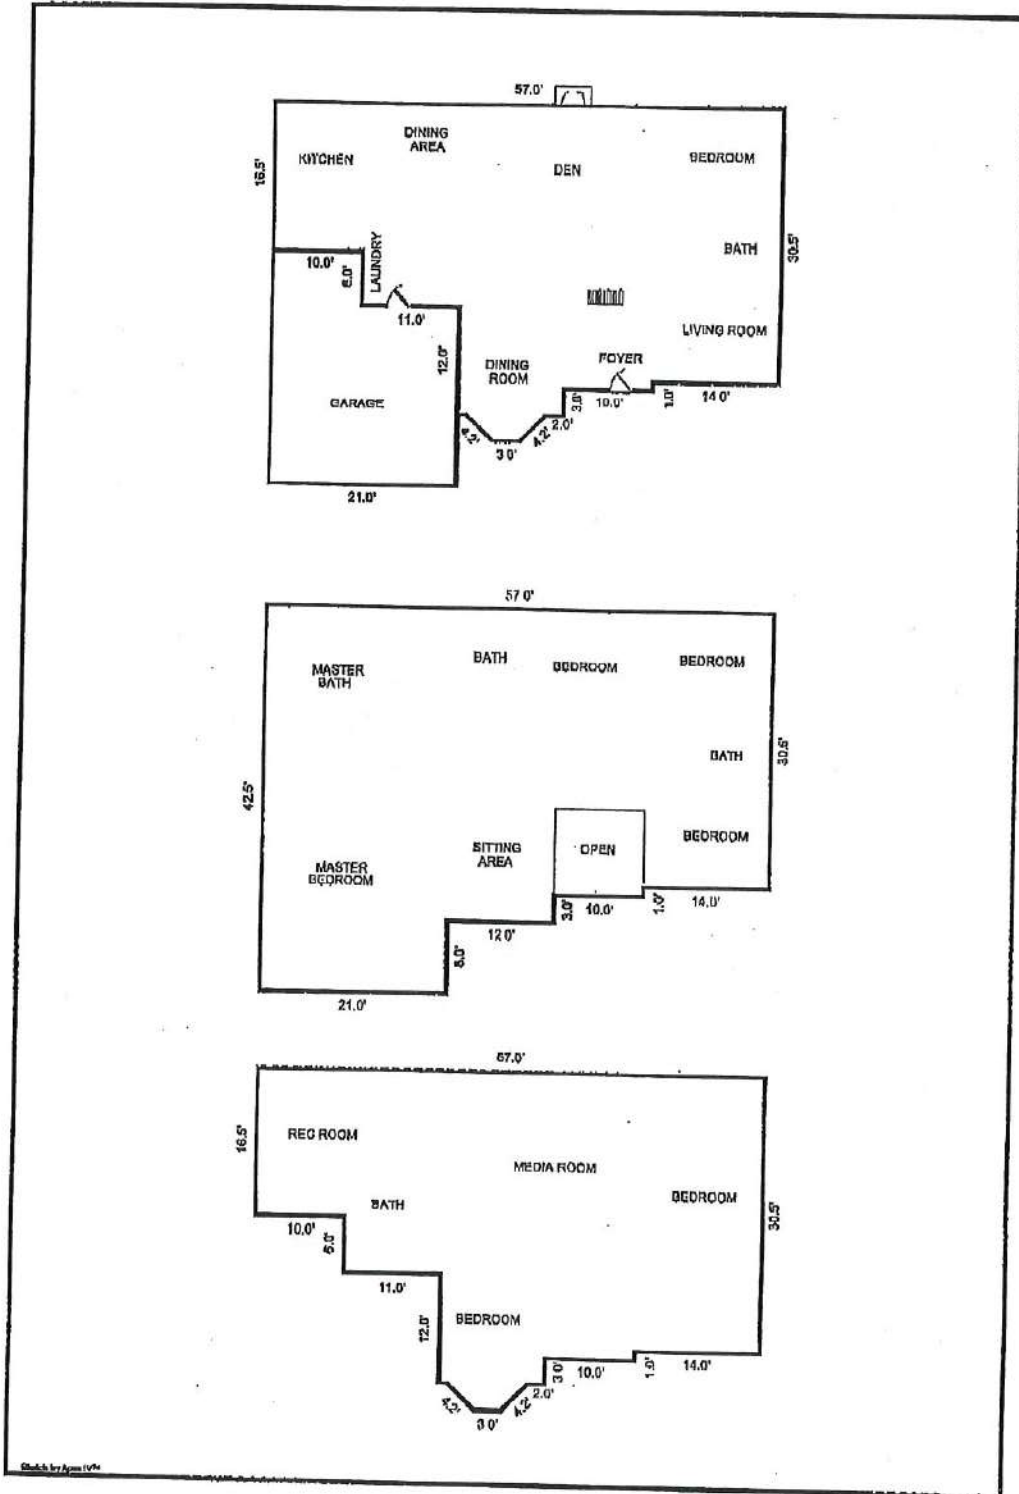 57.0'
DINING
AREA
KITCHEN
DEN
BEDROOM
16.5'
BATH
30.5'
LAUNDRY
10.0'
6.0'
11.0'
LIVING ROOM
12.0'
DINING
ROOM
FOYER
GARAGE
3.0'
10.0'
1.0'
14.0'
4.2'
3.0'
4.2'
2.0'
21.0'
57.0'
MASTER
BATH
BATH
BEDROOM
BEDROOM
BATH
30.5'
42.5'
SITTING
AREA
OPEN
BEDROOM
MASTER
BEDROOM
3.0'
10.0'
1.0'
14.0'
12.0'
8.0'
21.0'
57.0'
REC ROOM
16.5'
MEDIA ROOM
BEDROOM
BATH
30.5'
10.0'
6.0'
11.0'
12.0'
BEDROOM
3.0'
10.0'
1.0'
14.0'
4.2'
3.0'
4.2'
2.0'
Sketch by Apex IV™